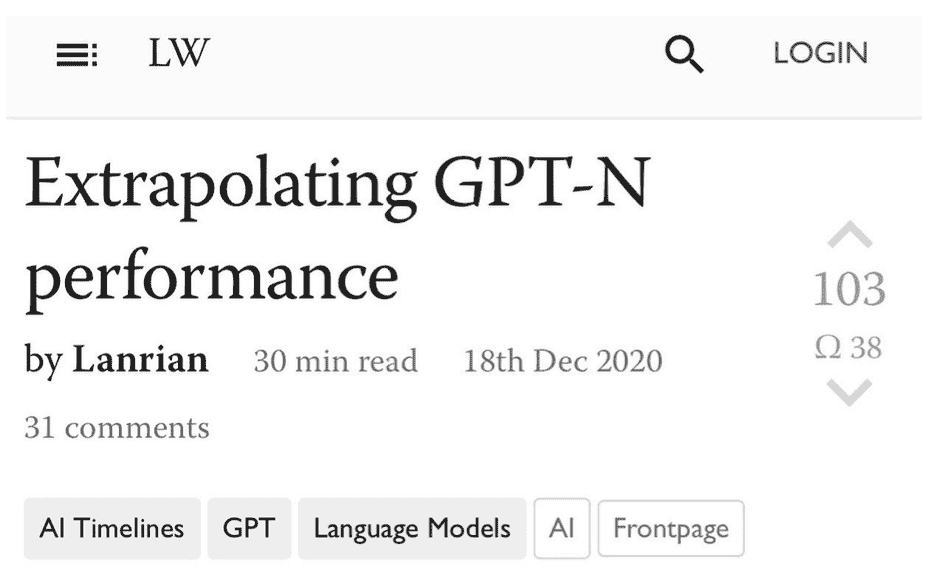 LW LOGIN
Extrapolating GPT-N
performance
103
Ω 38
by Lanrian 30 min read 18th Dec 2020
31 comments
AI Timelines GPT Language Models AI Frontpage